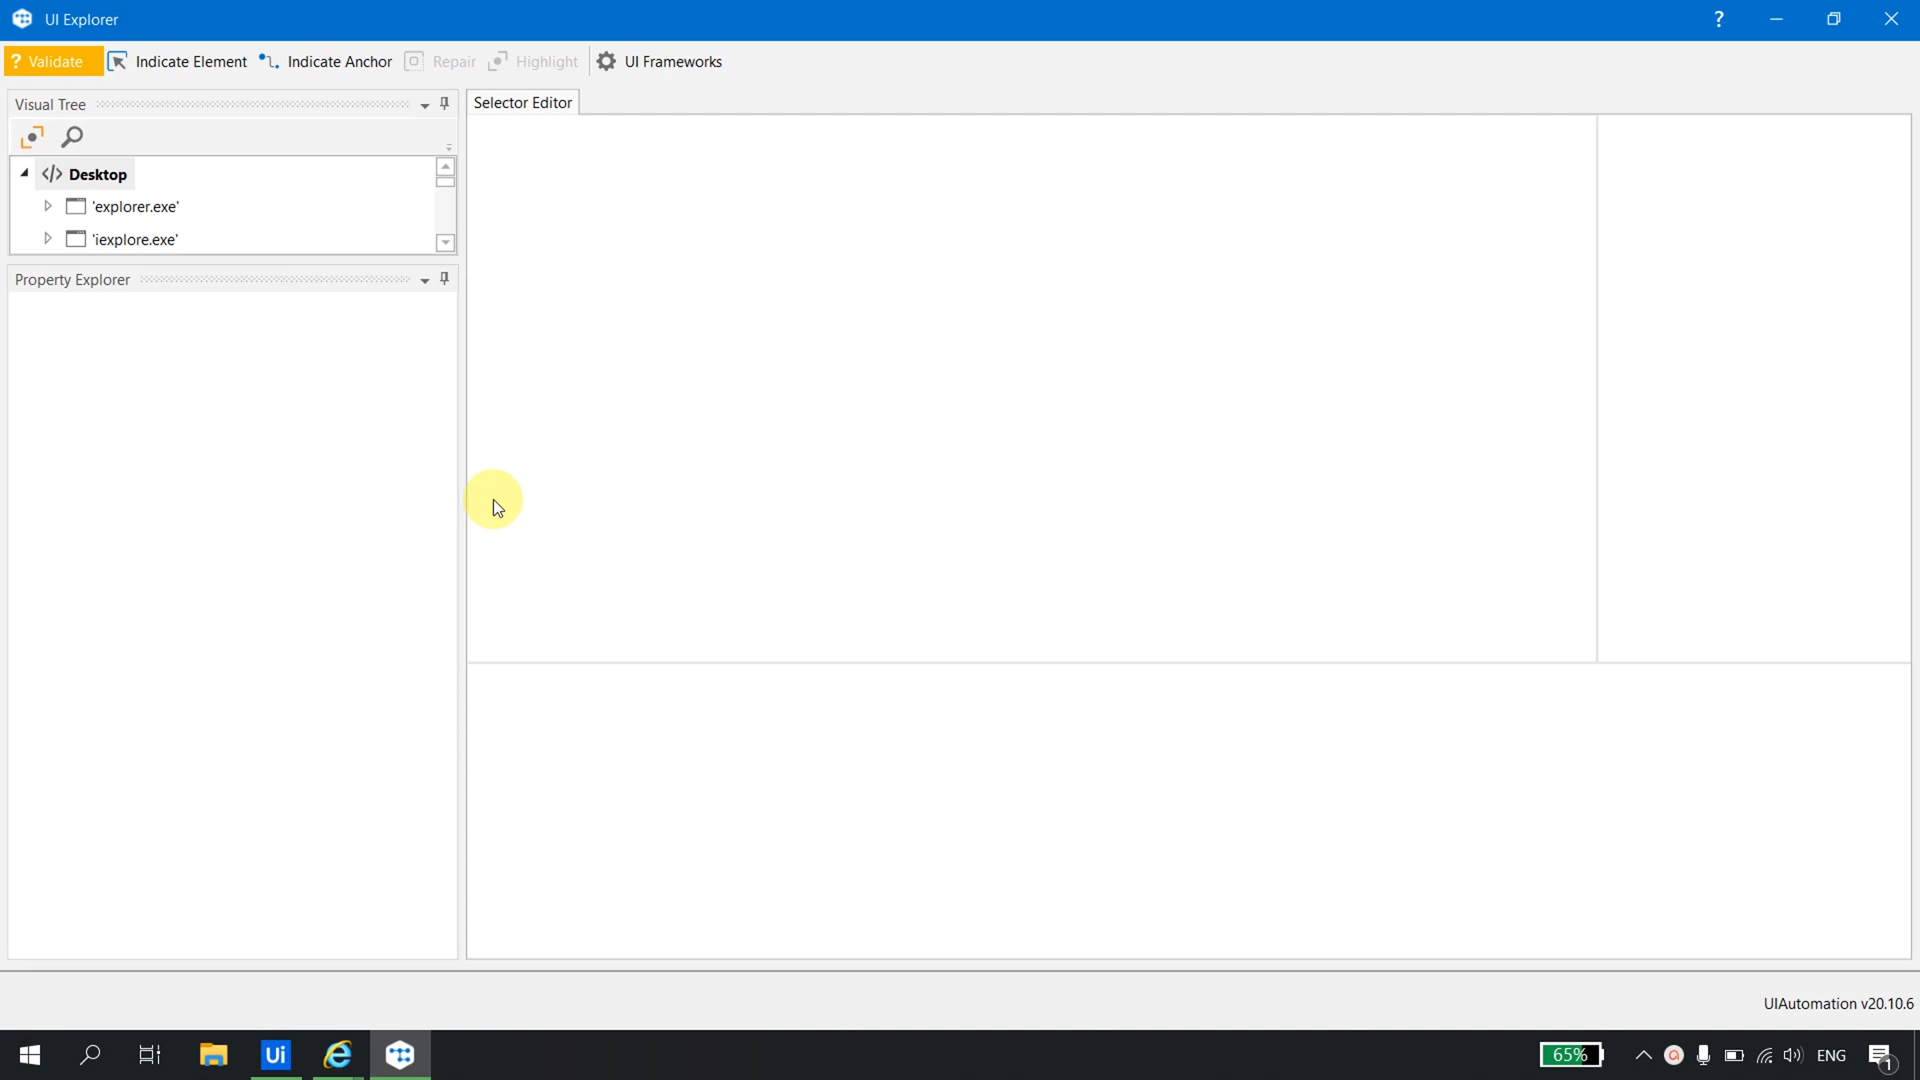 UI Explorer
?
? Validate
Indicate Element
Indicate Anchor
Repair
Highlight
UI Frameworks
Visual Tree
Selector Editor
</> Desktop
'explorer.exe'
'iexplore.exe'
Property Explorer
UIAutomation v20.10.6
Ui
65%
ENG
1